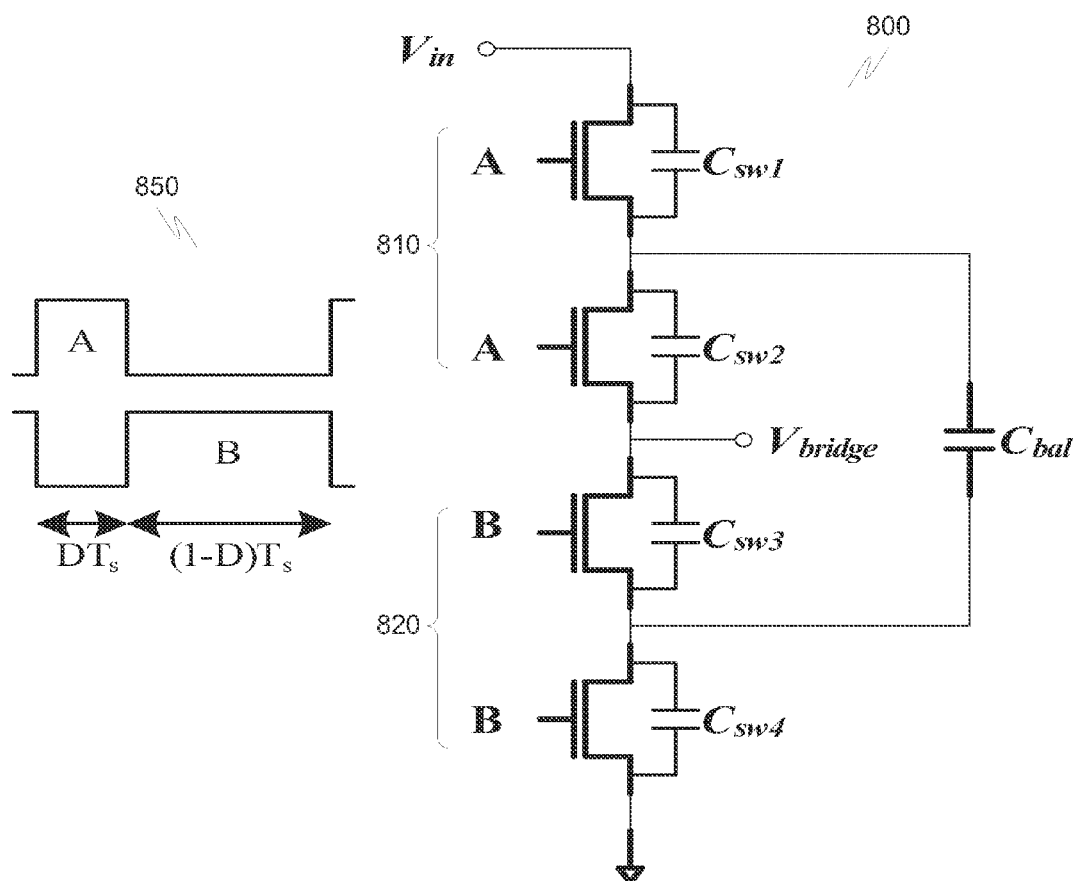 800
V_in
A
C_sw1
850
810
A
A
C_sw2
V_bridge
C_bal
B
B
C_sw3
DT_s
(1-D)T_s
820
B
C_sw4